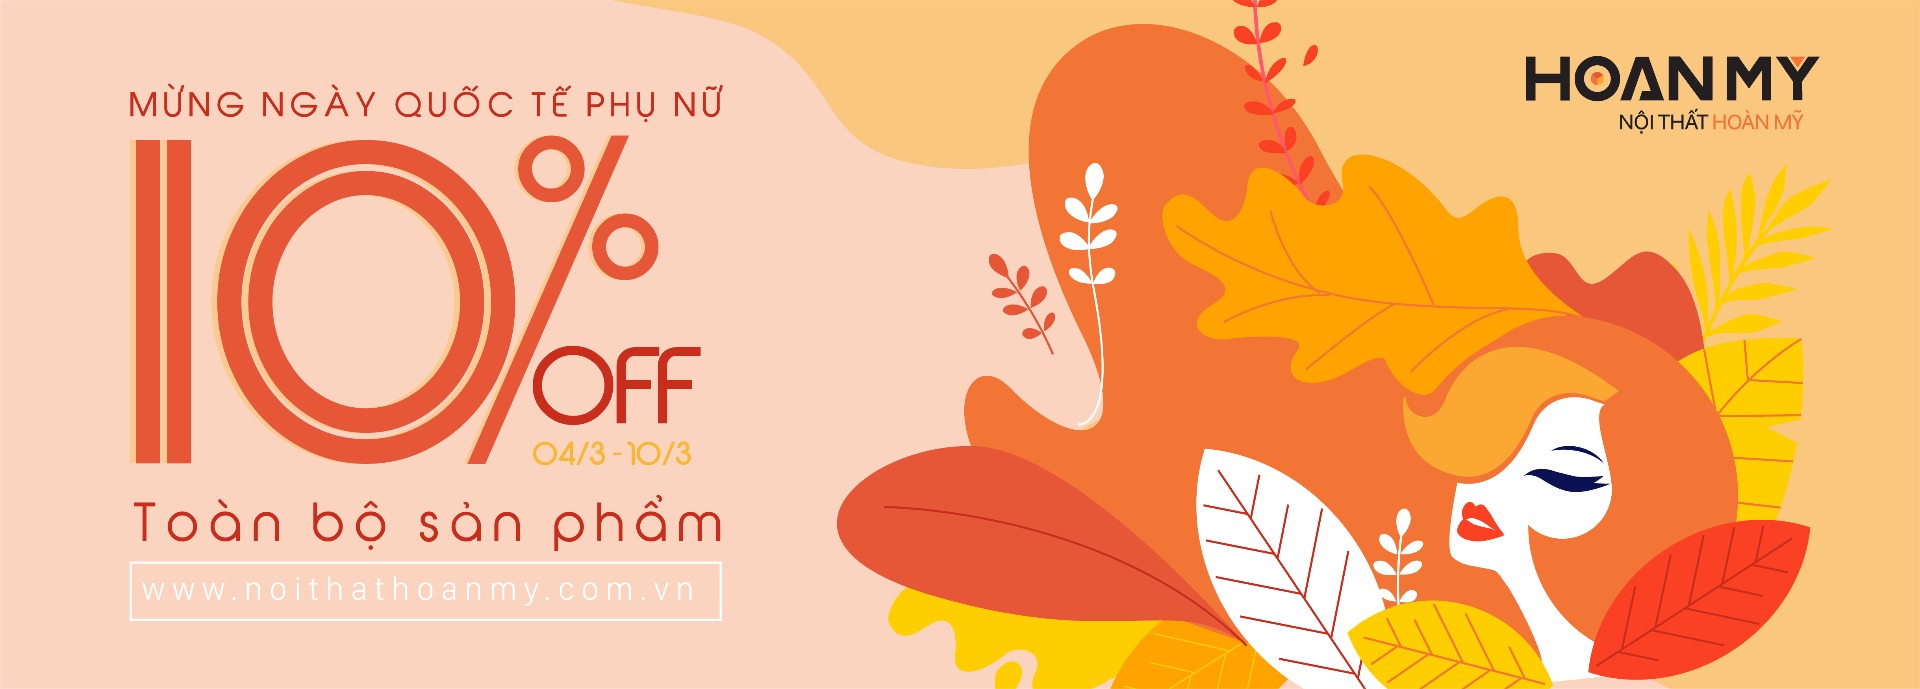 MỪNG NGÀY QUỐC TẾ PHỤ NỮ
10%
OFF
04/3 - 10/3
Toàn bộ sản phẩm
www.noithathoanmy.com.vn
HOANMY
NỘI THẤT HOÀN MỸ